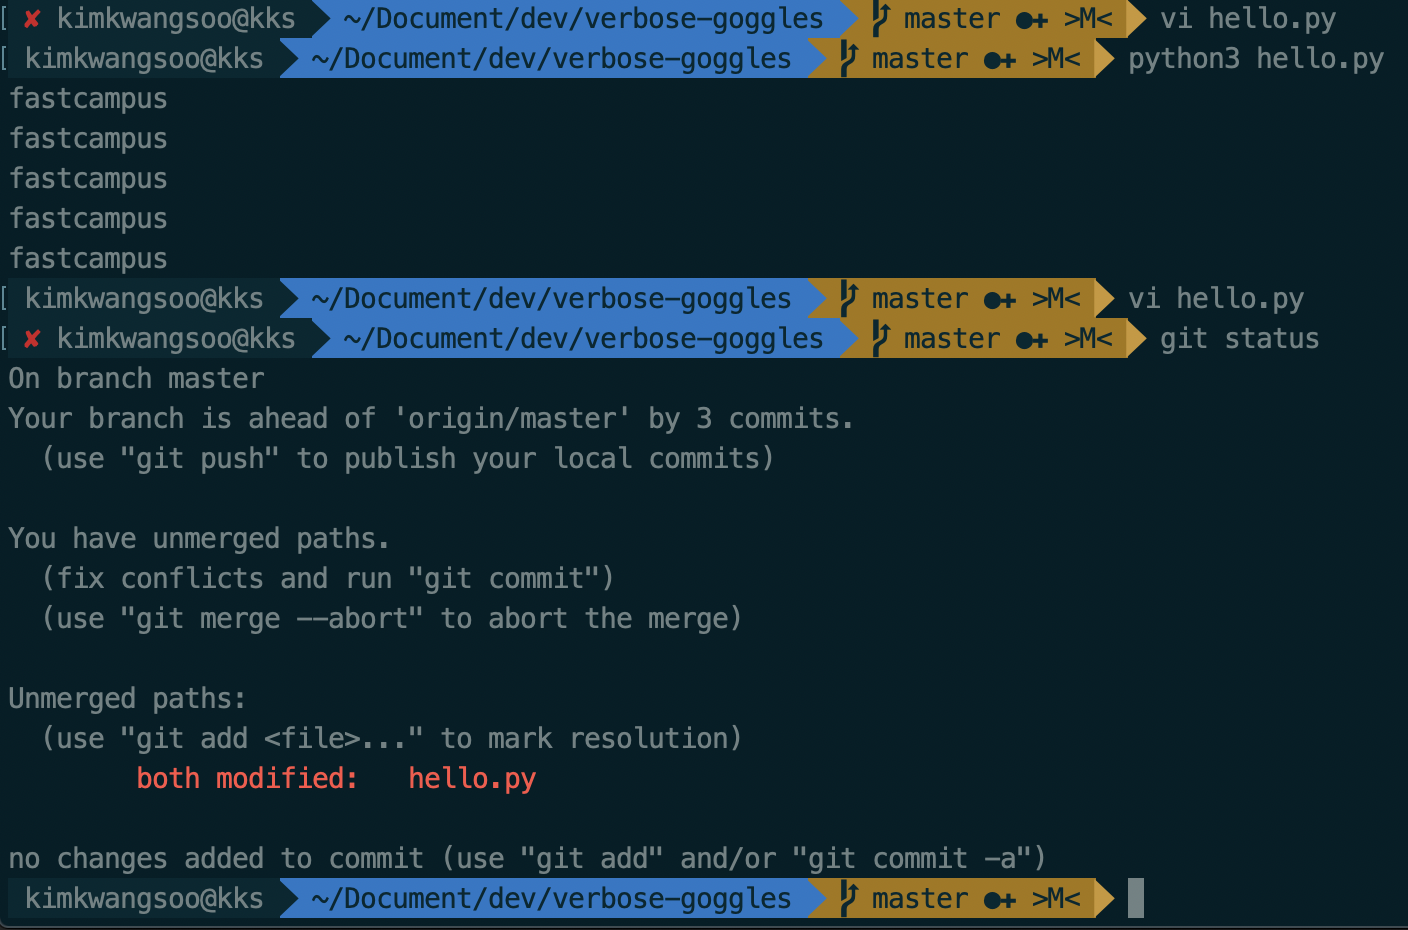 ✘ kimkwangsoo@kks ~/Document/dev/verbose-goggles master ●✚ >M< vi hello.py
kimkwangsoo@kks ~/Document/dev/verbose-goggles master ●✚ >M< python3 hello.py
fastcampus
fastcampus
fastcampus
fastcampus
fastcampus
kimkwangsoo@kks ~/Document/dev/verbose-goggles master ●✚ >M< vi hello.py
✘ kimkwangsoo@kks ~/Document/dev/verbose-goggles master ●✚ >M< git status
On branch master
Your branch is ahead of 'origin/master' by 3 commits.
  (use "git push" to publish your local commits)

You have unmerged paths.
  (fix conflicts and run "git commit")
  (use "git merge --abort" to abort the merge)

Unmerged paths:
  (use "git add <file>..." to mark resolution)
        both modified:   hello.py

no changes added to commit (use "git add" and/or "git commit -a")
kimkwangsoo@kks ~/Document/dev/verbose-goggles master ●✚ >M<